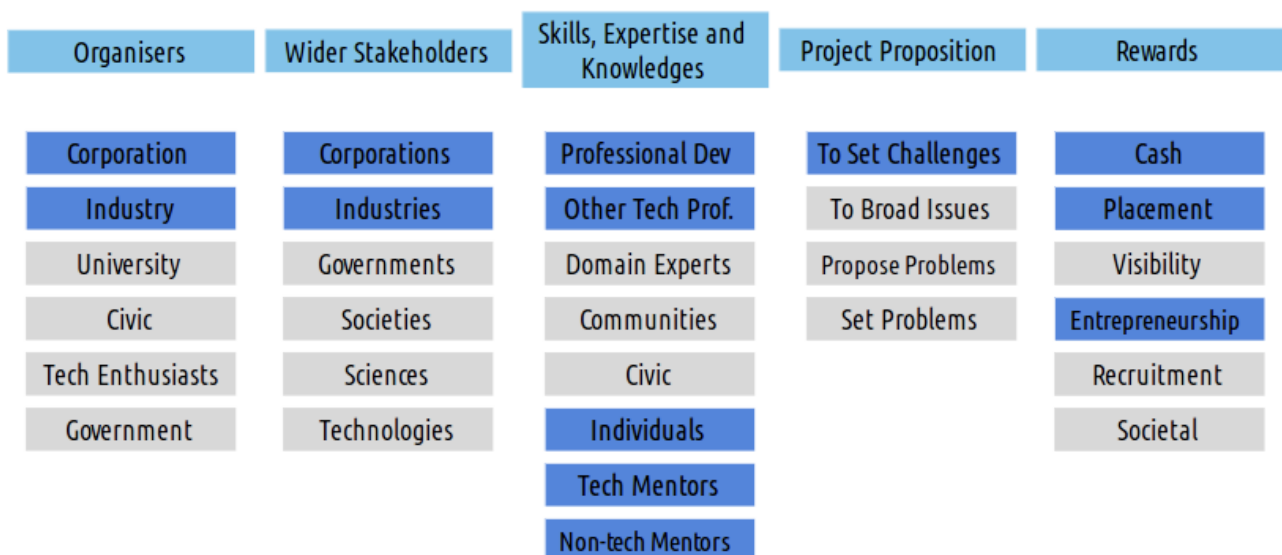 Organisers
Wider Stakeholders
Skills, Expertise and
Knowledges
Project Proposition
Rewards
Corporation
Industry
University
Civic
Tech Enthusiasts
Government
Corporations
Industries
Governments
Societies
Sciences
Technologies
Professional Dev
Other Tech Prof.
Domain Experts
Communities
Civic
Individuals
Tech Mentors
Non-tech Mentors
To Set Challenges
To Broad Issues
Propose Problems
Set Problems
Cash
Placement
Visibility
Entrepreneurship
Recruitment
Societal